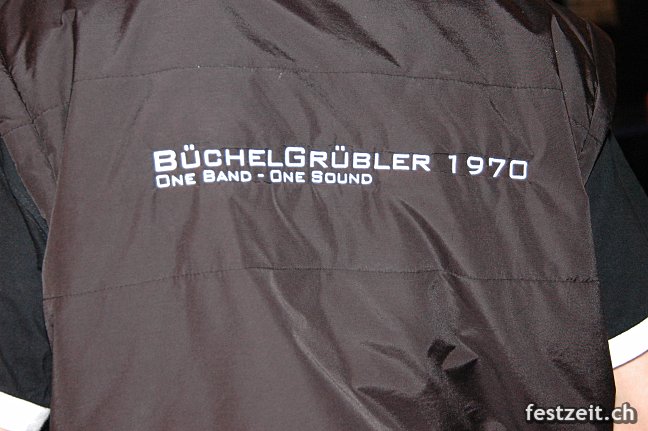 BÜCHELGRÜBLER 1970
ONE BAND - ONE SOUND
festzeit.ch